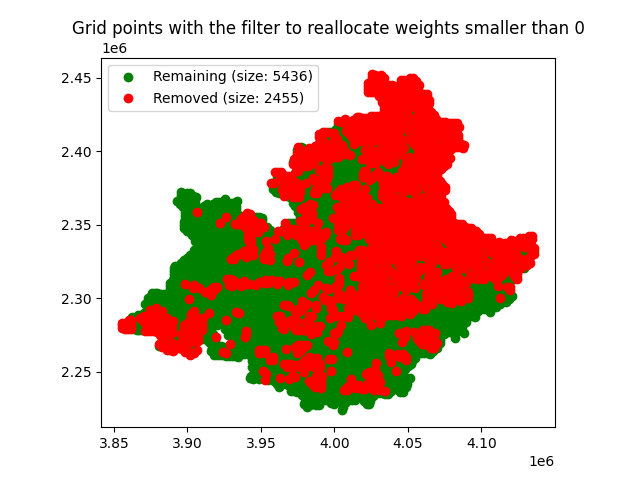 Grid points with the filter to reallocate weights smaller than 0
1e6
Remaining (size: 5436)
Removed (size: 2455)
2.45
2.40
2.35
2.30
2.25
3.85 3.90 3.95 4.00 4.05 4.10
1e6